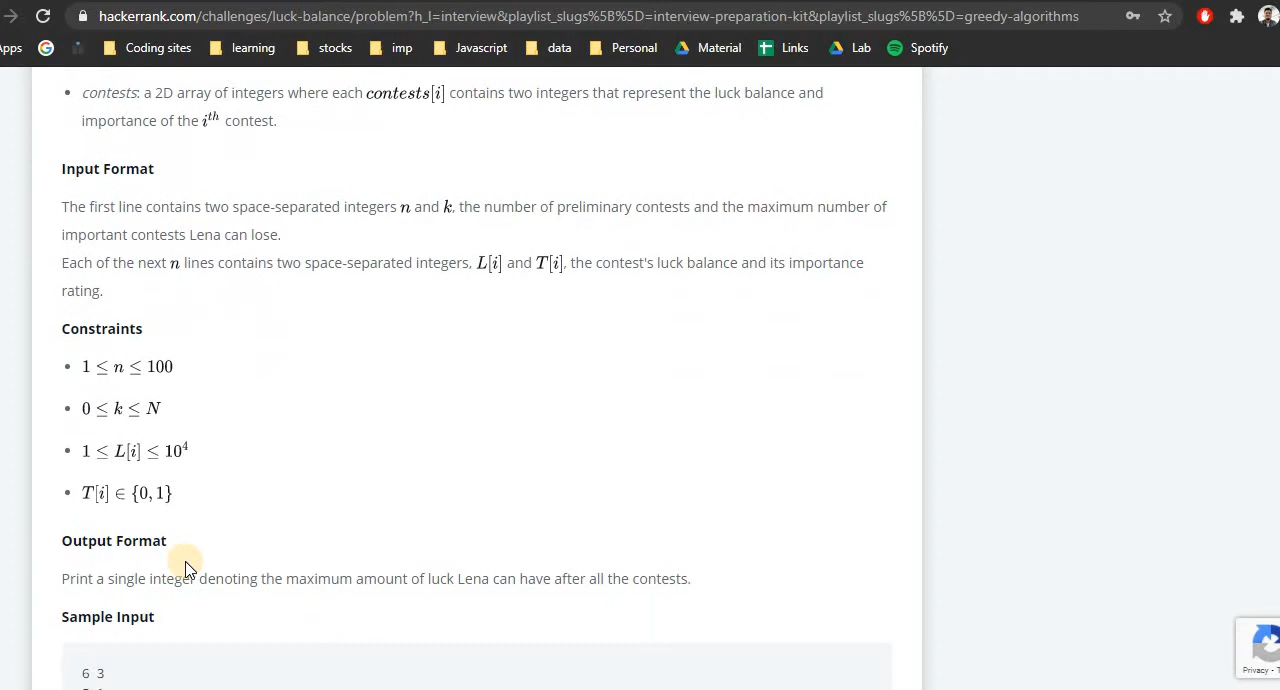 hackerrank.com/challenges/luck-balance/problem?h_l=interview&playlist_slugs%5B%5D=interview-preparation-kit&playlist_slugs%5B%5D=greedy-algorithms
Coding sites learning stocks imp Javascript data Personal Material Links Lab Spotify
• contests: a 2D array of integers where each contests[i] contains two integers that represent the luck balance and
importance of the iᵗʰ contest.
Input Format
The first line contains two space-separated integers n and k, the number of preliminary contests and the maximum number of
important contests Lena can lose.
Each of the next n lines contains two space-separated integers, L[i] and T[i], the contest's luck balance and its importance
rating.
Constraints
• 1 ≤ n ≤ 100
• 0 ≤ k ≤ N
• 1 ≤ L[i] ≤ 10⁴
• T[i] ∈ {0, 1}
Output Format
Print a single integer denoting the maximum amount of luck Lena can have after all the contests.
Sample Input
6 3
Privacy -